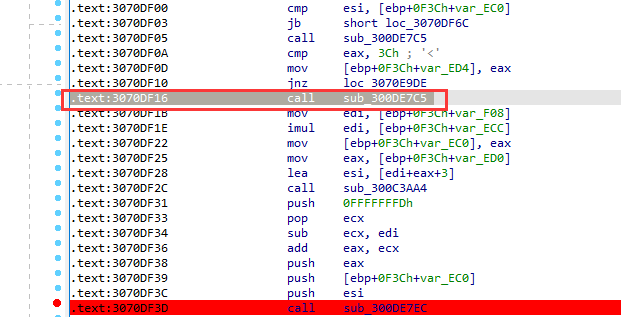 .text:3070DF00 cmp esi, [ebp+0F3Ch+var_EC0]
.text:3070DF03 jb short loc_3070DF6C
.text:3070DF05 call sub_300DE7C5
.text:3070DF0A cmp eax, 3Ch ; '<'
.text:3070DF0D mov [ebp+0F3Ch+var_ED4], eax
.text:3070DF10 jnz loc_3070E9DE
.text:3070DF16 call sub_300DE7C5
.text:3070DF1B mov edi, [ebp+0F3Ch+var_F08]
.text:3070DF1E imul edi, [ebp+0F3Ch+var_ECC]
.text:3070DF22 mov [ebp+0F3Ch+var_EC0], eax
.text:3070DF25 mov eax, [ebp+0F3Ch+var_ED0]
.text:3070DF28 lea esi, [edi+eax+3]
.text:3070DF2C call sub_300C3AA4
.text:3070DF31 push 0FFFFFFFDh
.text:3070DF33 pop ecx
.text:3070DF34 sub ecx, edi
.text:3070DF36 add eax, ecx
.text:3070DF38 push eax
.text:3070DF39 push [ebp+0F3Ch+var_EC0]
.text:3070DF3C push esi
.text:3070DF3D call sub_300DE7EC